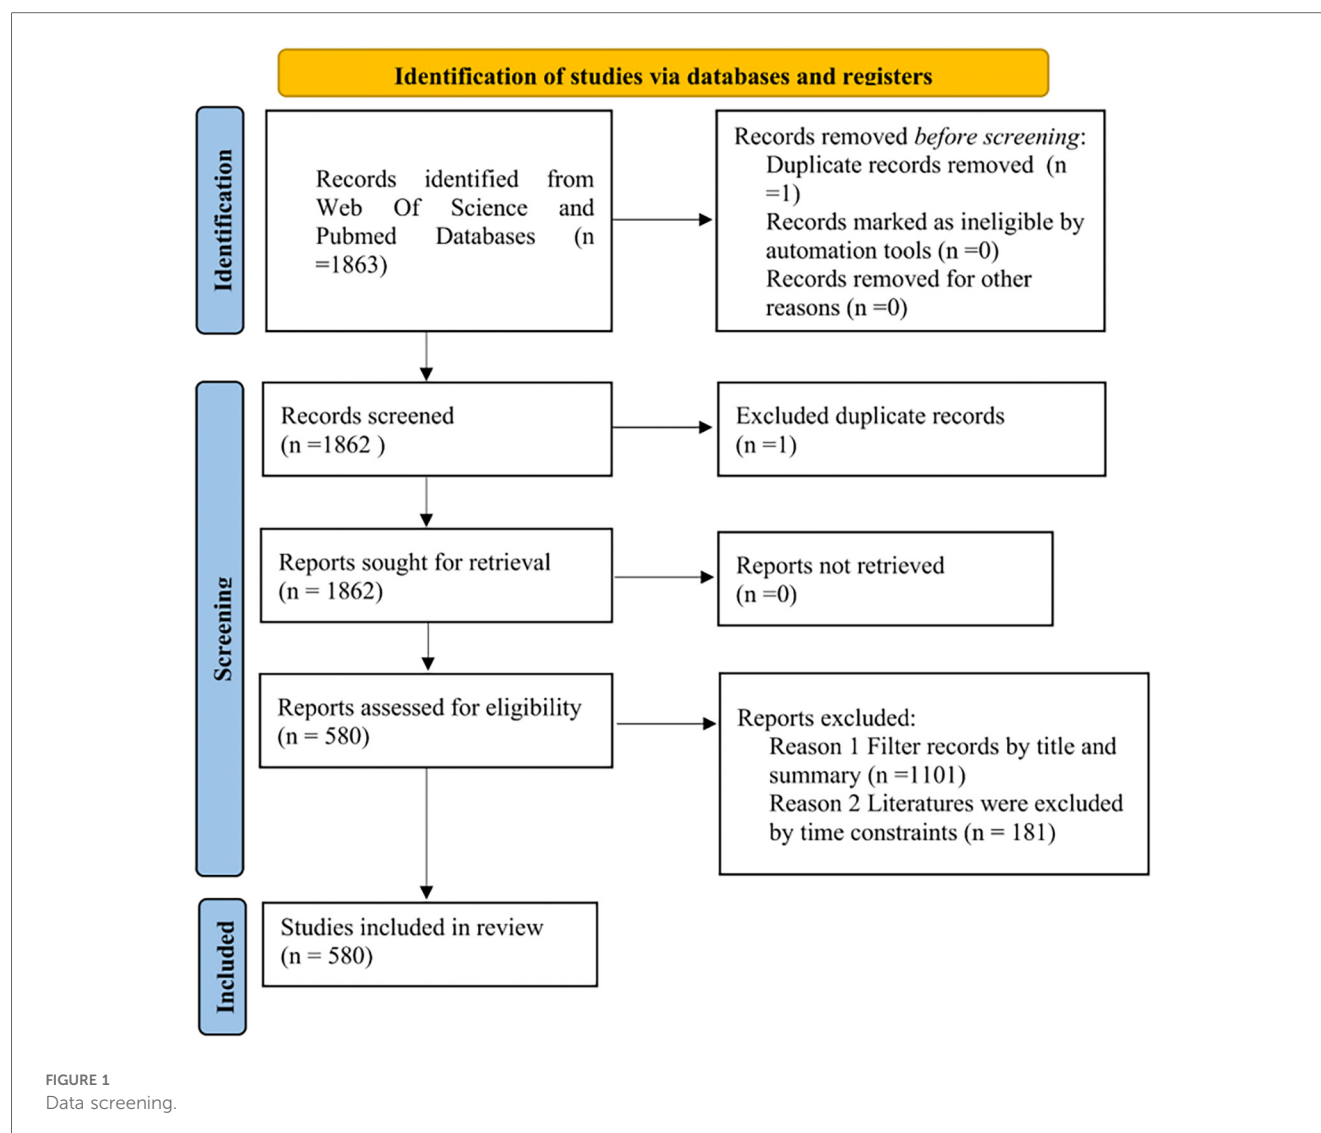 Identification of studies via databases and registers
Identification
Records identified from
Web Of Science and
Pubmed Databases (n
=1863)
Records removed before screening:
Duplicate records removed (n
=1)
Records marked as ineligible by
automation tools (n =0)
Records removed for other
reasons (n =0)
Screening
Records screened
(n =1862 )
Excluded duplicate records
(n =1)
Reports sought for retrieval
(n = 1862)
Reports not retrieved
(n =0)
Reports assessed for eligibility
(n = 580)
Reports excluded:
Reason 1 Filter records by title and
summary (n =1101)
Reason 2 Literatures were excluded
by time constraints (n = 181)
Included
Studies included in review
(n = 580)
FIGURE 1
Data screening.